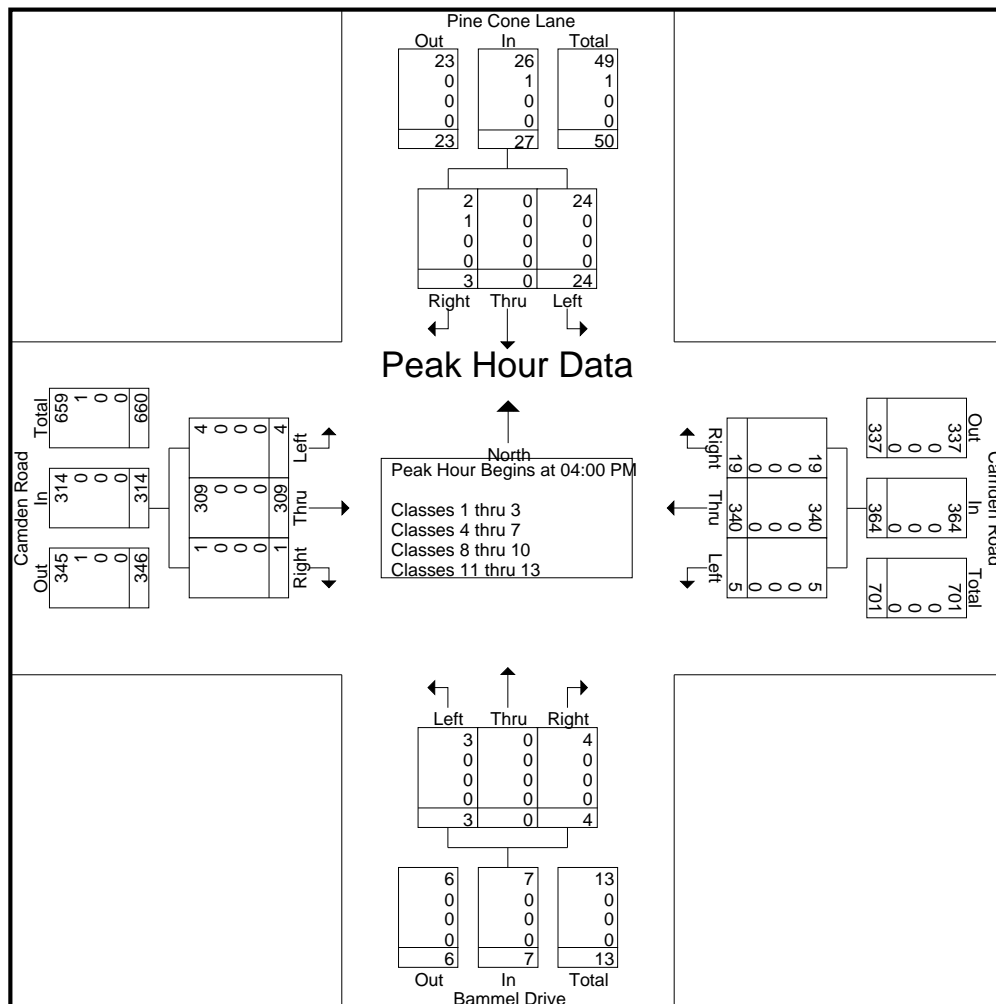 Pine Cone Lane
Out In Total
23 26 49
0 1 1
0 0 0
0 0 0
23 27 50
2 0 24
1 0 0
0 0 0
0 0 0
3 0 24
Right Thru Left
Peak Hour Data
Camden Road
Total
659 1 0 0 660
In
314 0 0 0 314
Out
345 1 0 0 346
4 0 0 0 4
Left
309 0 0 0 309
Thru
1 0 0 0 1
Right
North
Peak Hour Begins at 04:00 PM
Classes 1 thru 3
Classes 4 thru 7
Classes 8 thru 10
Classes 11 thru 13
Right
19 0 0 0 19
Thru
340 0 0 0 340
Left
5 0 0 0 5
Out
337 0 0 0 337
In
364 0 0 0 364
Total
701 0 0 0 701
Camden Road
Left Thru Right
3 0 4
0 0 0
0 0 0
0 0 0
3 0 4
6 7 13
0 0 0
0 0 0
0 0 0
6 7 13
Out In Total
Bammel Drive